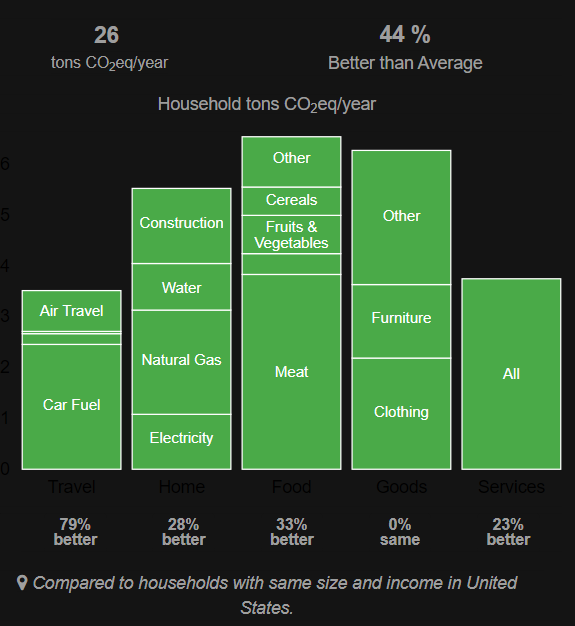 26
44 %
tons CO₂eq/year
Better than Average
Household tons CO₂eq/year
6
5
4
3
2
1
0
Air Travel
Car Fuel
Construction
Water
Natural Gas
Electricity
Other
Cereals
Fruits &
Vegetables
Meat
Other
Furniture
Clothing
All
Travel
Home
Food
Goods
Services
79%
better
28%
better
33%
better
0%
same
23%
better
Compared to households with same size and income in United
States.